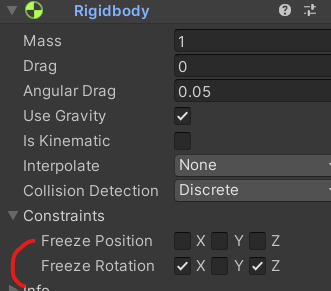 Rigidbody
Mass 1
Drag 0
Angular Drag 0.05
Use Gravity
Is Kinematic
Interpolate None
Collision Detection Discrete
Constraints
Freeze Position X Y Z
Freeze Rotation X Y Z
Info